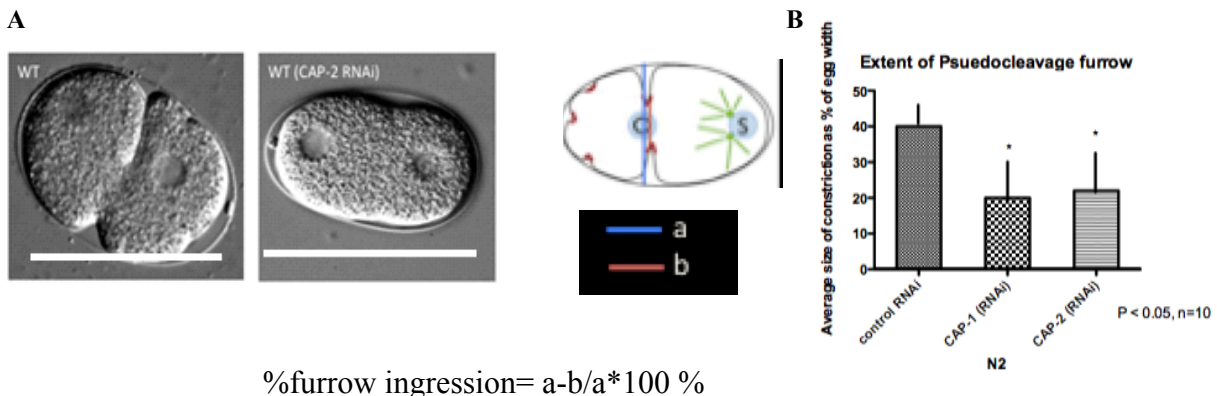 A
WT
WT (CAP-2 RNAi)
C
S
a
b
%furrow ingression= a-b/a*100 %
B
Extent of Psuedocleavage furrow
Average size of constriction as % of egg width
50
40
30
20
10
0
*
*
control RNAi
CAP-1 (RNAi)
CAP-2 (RNAi)
P < 0.05, n=10
N2